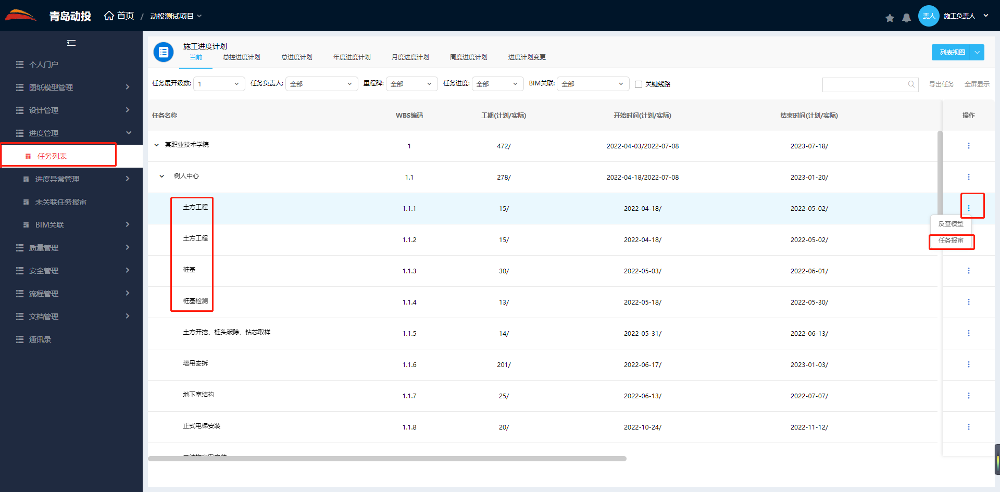 青岛动投 首页 / 动投测试项目 责人 施工负责人
个人门户
图纸模型管理
设计管理
进度管理
任务列表
进度异常管理
未关联任务报审
BIM关联
质量管理
安全管理
流程管理
文档管理
通讯录
施工进度计划
当前 总控进度计划 总进度计划 年度进度计划 月度进度计划 周度进度计划 进度计划变更
列表视图
任务展开级数: 1 任务负责人: 全部 里程碑: 全部 任务进度: 全部 BIM关联: 全部 关键线路 导出任务 全屏显示
任务名称 WBS编码 工期(计划/实际) 开始时间(计划/实际) 结束时间(计划/实际) 操作
某职业技术学院 1 472/ 2022-04-03/2022-07-08 2023-07-18/
树人中心 1.1 278/ 2022-04-18/2022-07-08 2023-01-20/
土方工程 1.1.1 15/ 2022-04-18/ 2022-05-02/
反查模型
土方工程 1.1.2 15/ 2022-04-18/ 2022-05-02/
任务报审
桩基 1.1.3 30/ 2022-05-03/ 2022-06-01/
桩基检测 1.1.4 13/ 2022-05-18/ 2022-05-30/
土方开挖、桩头破除、钻芯取样 1.1.5 14/ 2022-05-31/ 2022-06-13/
塔吊安拆 1.1.6 201/ 2022-06-17/ 2023-01-03/
地下室结构 1.1.7 25/ 2022-06-13/ 2022-07-07/
正式电梯安装 1.1.8 20/ 2022-10-24/ 2022-11-12/